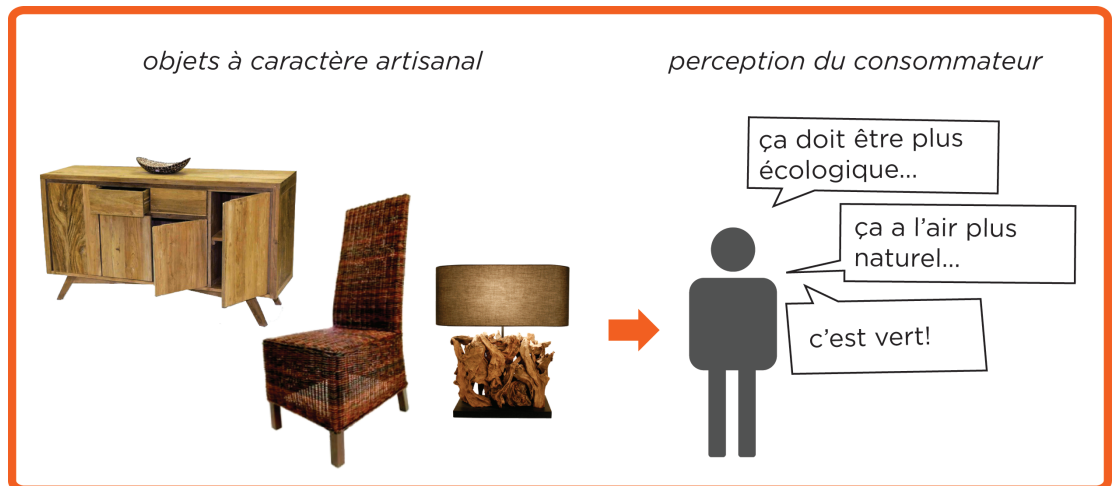 objets à caractère artisanal
perception du consommateur
ça doit être plus
écologique...
ça a l'air plus
naturel...
c'est vert!